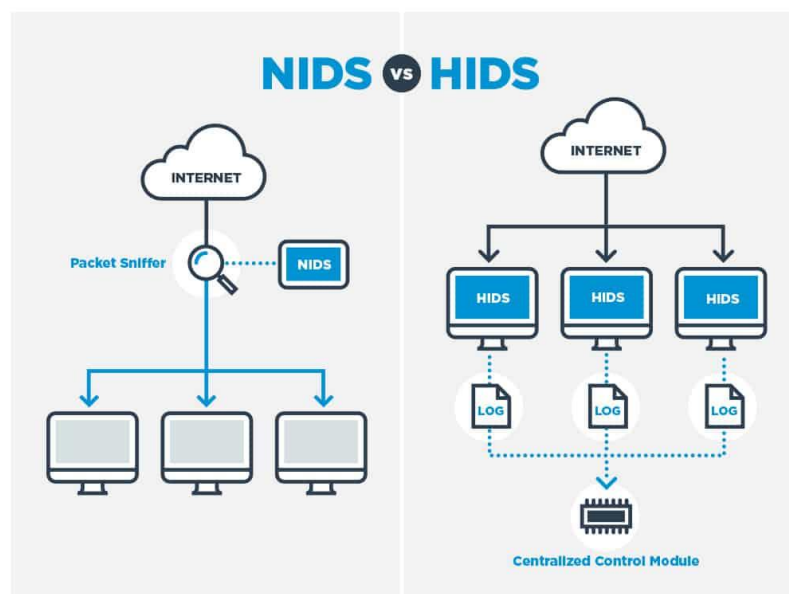 NIDS vs HIDS
INTERNET
Packet Sniffer
NIDS
INTERNET
HIDS
HIDS
HIDS
LOG
LOG
LOG
Centralized Control Module